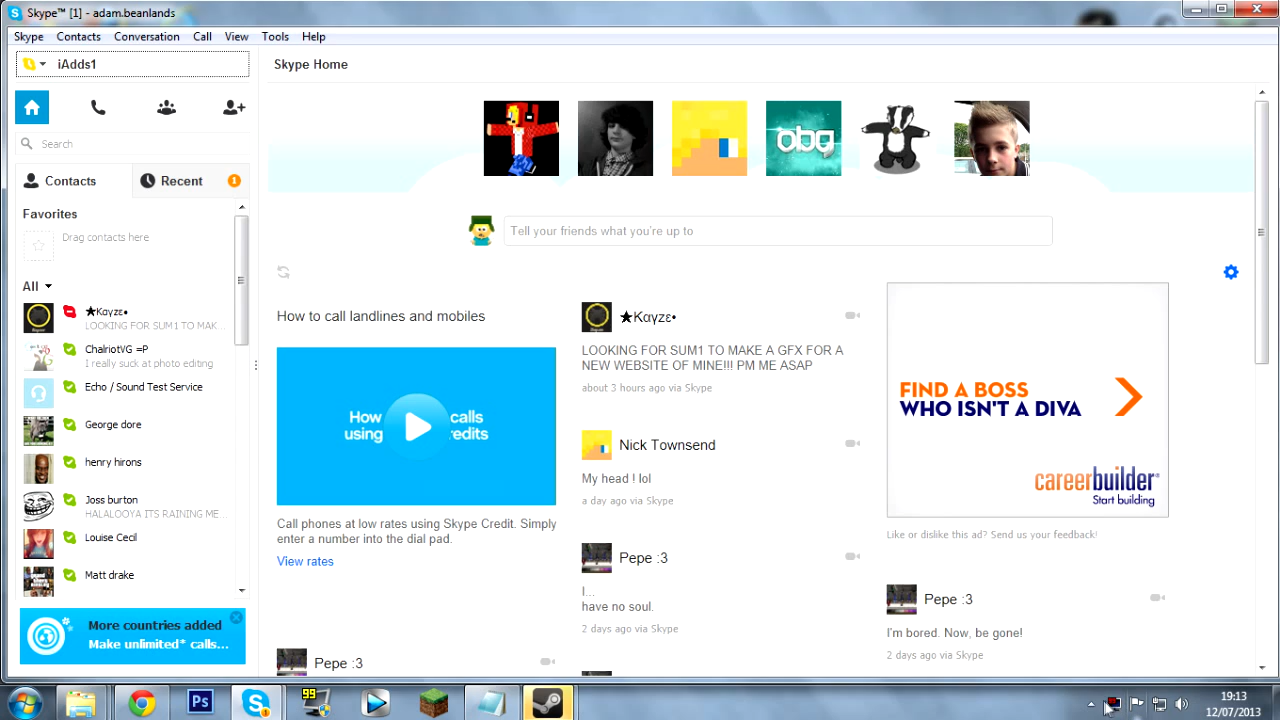 Skype™ [1] - adam.beanlands
Skype Contacts Conversation Call View Tools Help
iAdds1
Search
Contacts
Recent 1
Favorites
Drag contacts here
All
★Kαγzε•
LOOKING FOR SUM1 TO MAK...
ChalriotVG =P
I really suck at photo editing
Echo / Sound Test Service
George dore
henry hirons
Joss burton
HALALOOYA ITS RAINING ME...
Louise Cecil
Matt drake
More countries added
Make unlimited* calls...
Skype Home
obg
Tell your friends what you're up to
How to call landlines and mobiles
How calls
using redits
Call phones at low rates using Skype Credit. Simply
enter a number into the dial pad.
View rates
Pepe :3
★Kαγzε•
LOOKING FOR SUM1 TO MAKE A GFX FOR A
NEW WEBSITE OF MINE!!! PM ME ASAP
about 3 hours ago via Skype
Nick Townsend
My head ! lol
a day ago via Skype
Pepe :3
I...
have no soul.
2 days ago via Skype
FIND A BOSS
WHO ISN'T A DIVA
careerbuilder®
Start building
Like or dislike this ad? Send us your feedback!
Pepe :3
I'm bored. Now, be gone!
2 days ago via Skype
Ps
99
19:13
12/07/2013